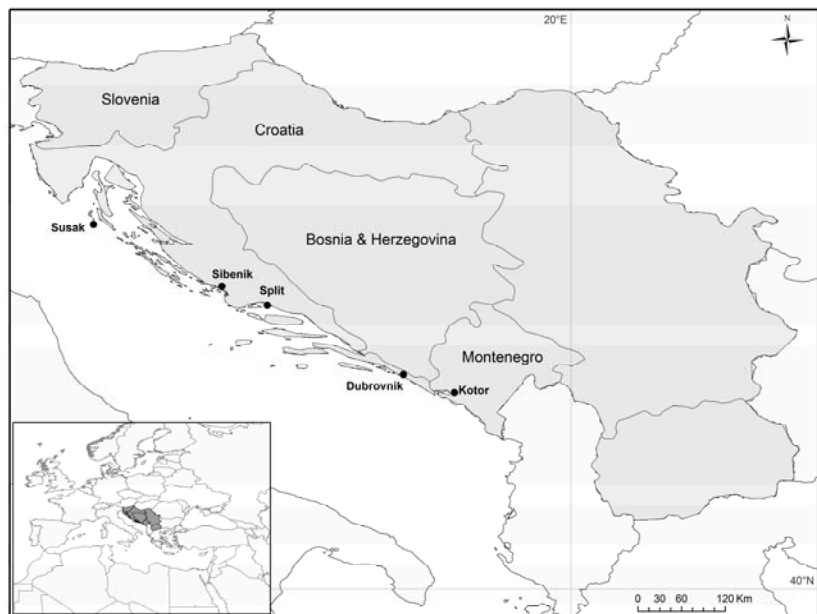 20°E
N
Slovenia
Croatia
Susak
Bosnia & Herzegovina
Sibenik
Split
Montenegro
Dubrovnik
Kotor
40°N
0 30 60 120 Km